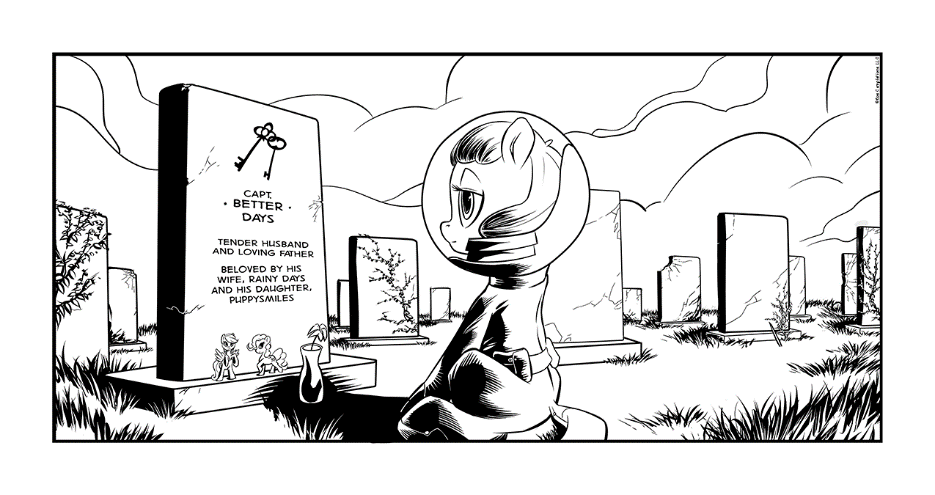 CAPT.
• BETTER •
DAYS
TENDER HUSBAND
AND LOVING FATHER
BELOVED BY HIS
WIFE, RAINY DAYS
AND HIS DAUGHTER,
PUPPYSMILES